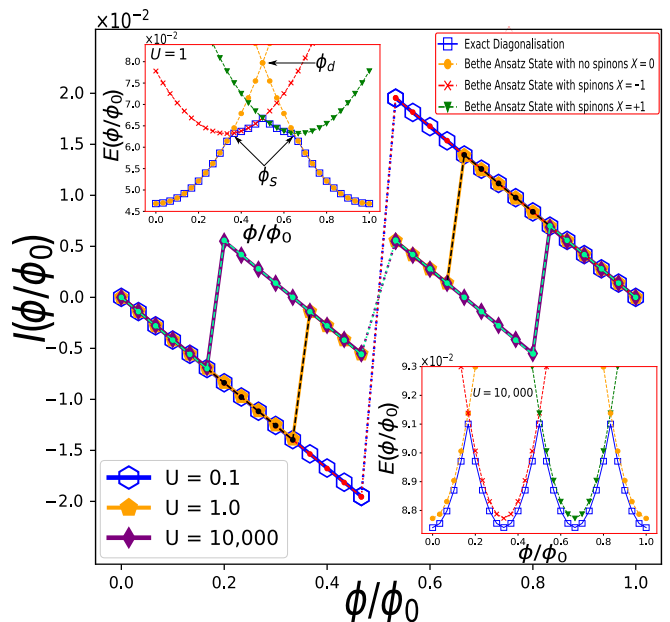 ×10⁻²
×10⁻²
U = 1
ϕ_d
ϕ_S
E(ϕ/ϕ₀)
8.0
7.5
7.0
6.5
6.0
5.5
5.0
4.5
0.0 0.2 0.4 0.6 0.8 1.0
ϕ/ϕ₀
Exact Diagonalisation
Bethe Ansatz State with no spinons X = 0
Bethe Ansatz State with spinons X = −1
Bethe Ansatz State with spinons X = +1
I(ϕ/ϕ₀)
2.0
1.5
1.0
0.5
0.0
−0.5
−1.0
−1.5
−2.0
×10⁻²
U = 10,000
E(ϕ/ϕ₀)
9.3
9.2
9.1
9.0
8.9
8.8
0.0 0.2 0.4 0.6 0.8 1.0
ϕ/ϕ₀
U = 0.1
U = 1.0
U = 10,000
0.0 0.2 0.4 0.6 0.8 1.0
ϕ/ϕ₀